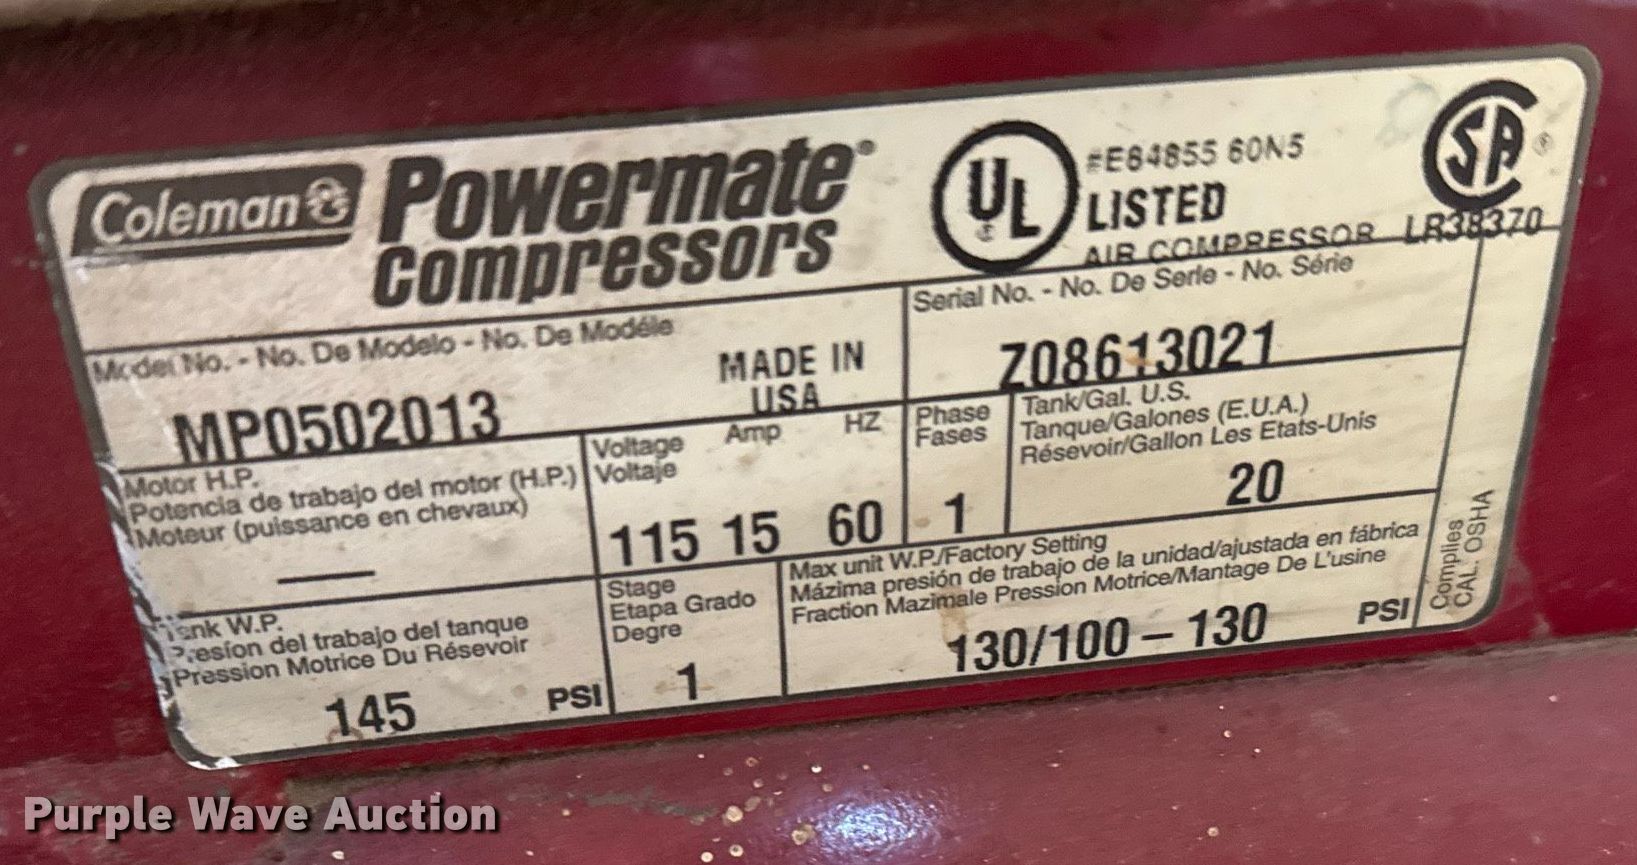 Coleman
Powermate®
Compressors
UL
®
#E64855 60N5
LISTED
AIR COMPRESSOR LR38370
SA
®
Model No. - No. De Modelo - No. De Modéle
MP0502013
MADE IN
USA
Serial No. - No. De Serie - No. Série
Z08613021
Motor H.P.
Potencia de trabajo del motor (H.P.)
Moteur (puissance en chevaux)
—
Voltage
Voltaje
115
Amp
15
HZ
60
Phase
Fases
1
Tank/Gal. U.S.
Tanque/Galones (E.U.A.)
Résevoir/Gallon Les Etats-Unis
20
Tank W.P.
Presion del trabajo del tanque
Pression Motrice Du Résevoir
145 PSI
Stage
Etapa Grado
Degre
1
Max unit W.P./Factory Setting
Mázima presión de trabajo de la unidad/ajustada en fábrica
Fraction Mazimale Pression Motrice/Mantage De L'usine
130/100 – 130 PSI
Complies
CAL. OSHA
Purple Wave Auction